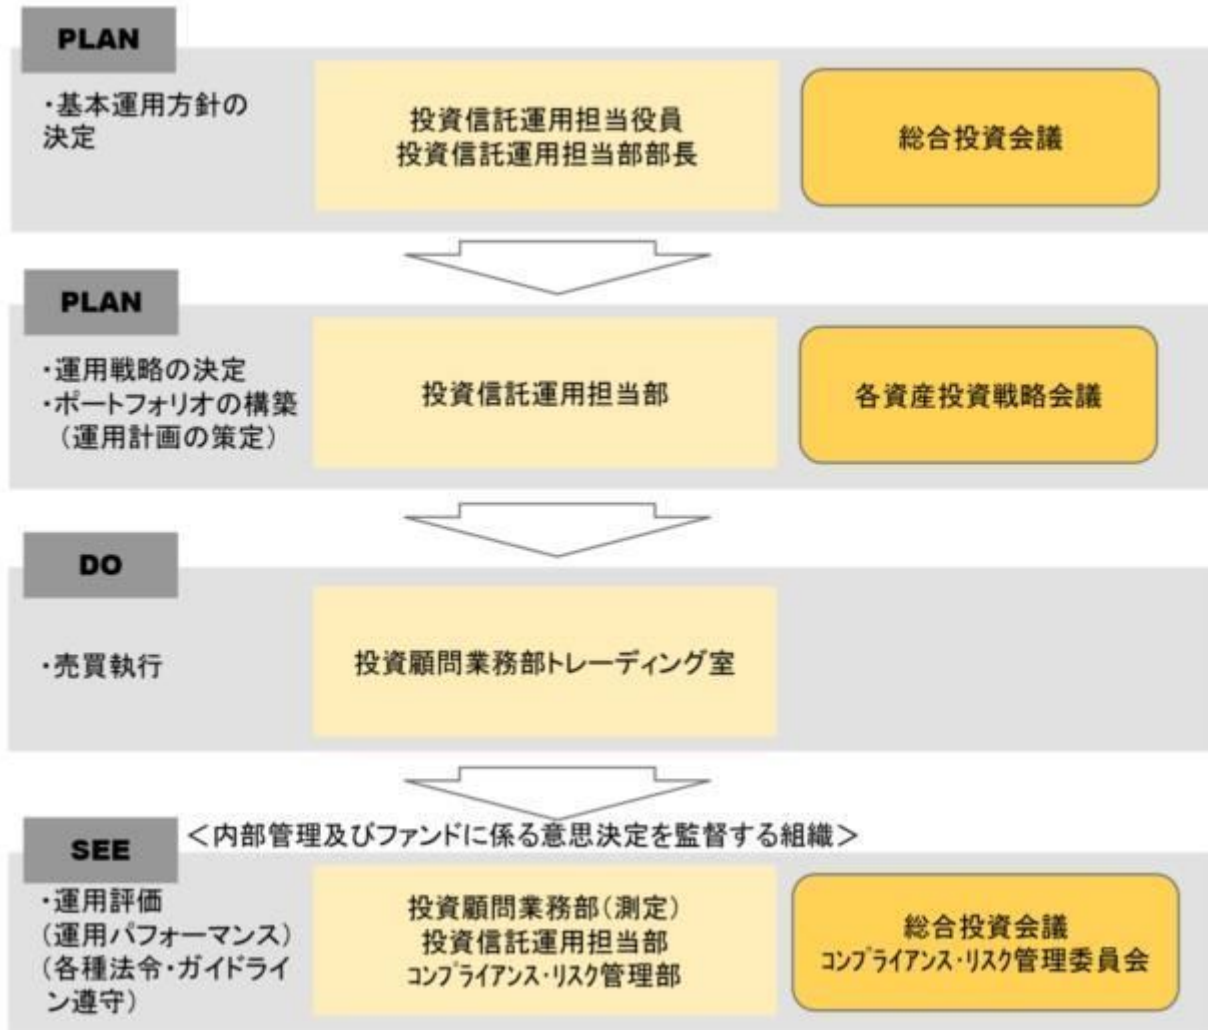 PLAN
・基本運用方針の
決定
投資信託運用担当役員
投資信託運用担当部部長
総合投資会議
PLAN
・運用戦略の決定
・ポートフォリオの構築
（運用計画の策定）
投資信託運用担当部
各資産投資戦略会議
DO
・売買執行
投資顧問業務部トレーディング室
SEE
＜内部管理及びファンドに係る意思決定を監督する組織＞
・運用評価
（運用パフォーマンス）
（各種法令・ガイドライ
ン遵守）
投資顧問業務部（測定）
投資信託運用担当部
ｺﾝﾌﾟﾗｲｱﾝｽ・ﾘｽｸ管理部
総合投資会議
ｺﾝﾌﾟﾗｲｱﾝｽ・ﾘｽｸ管理委員会